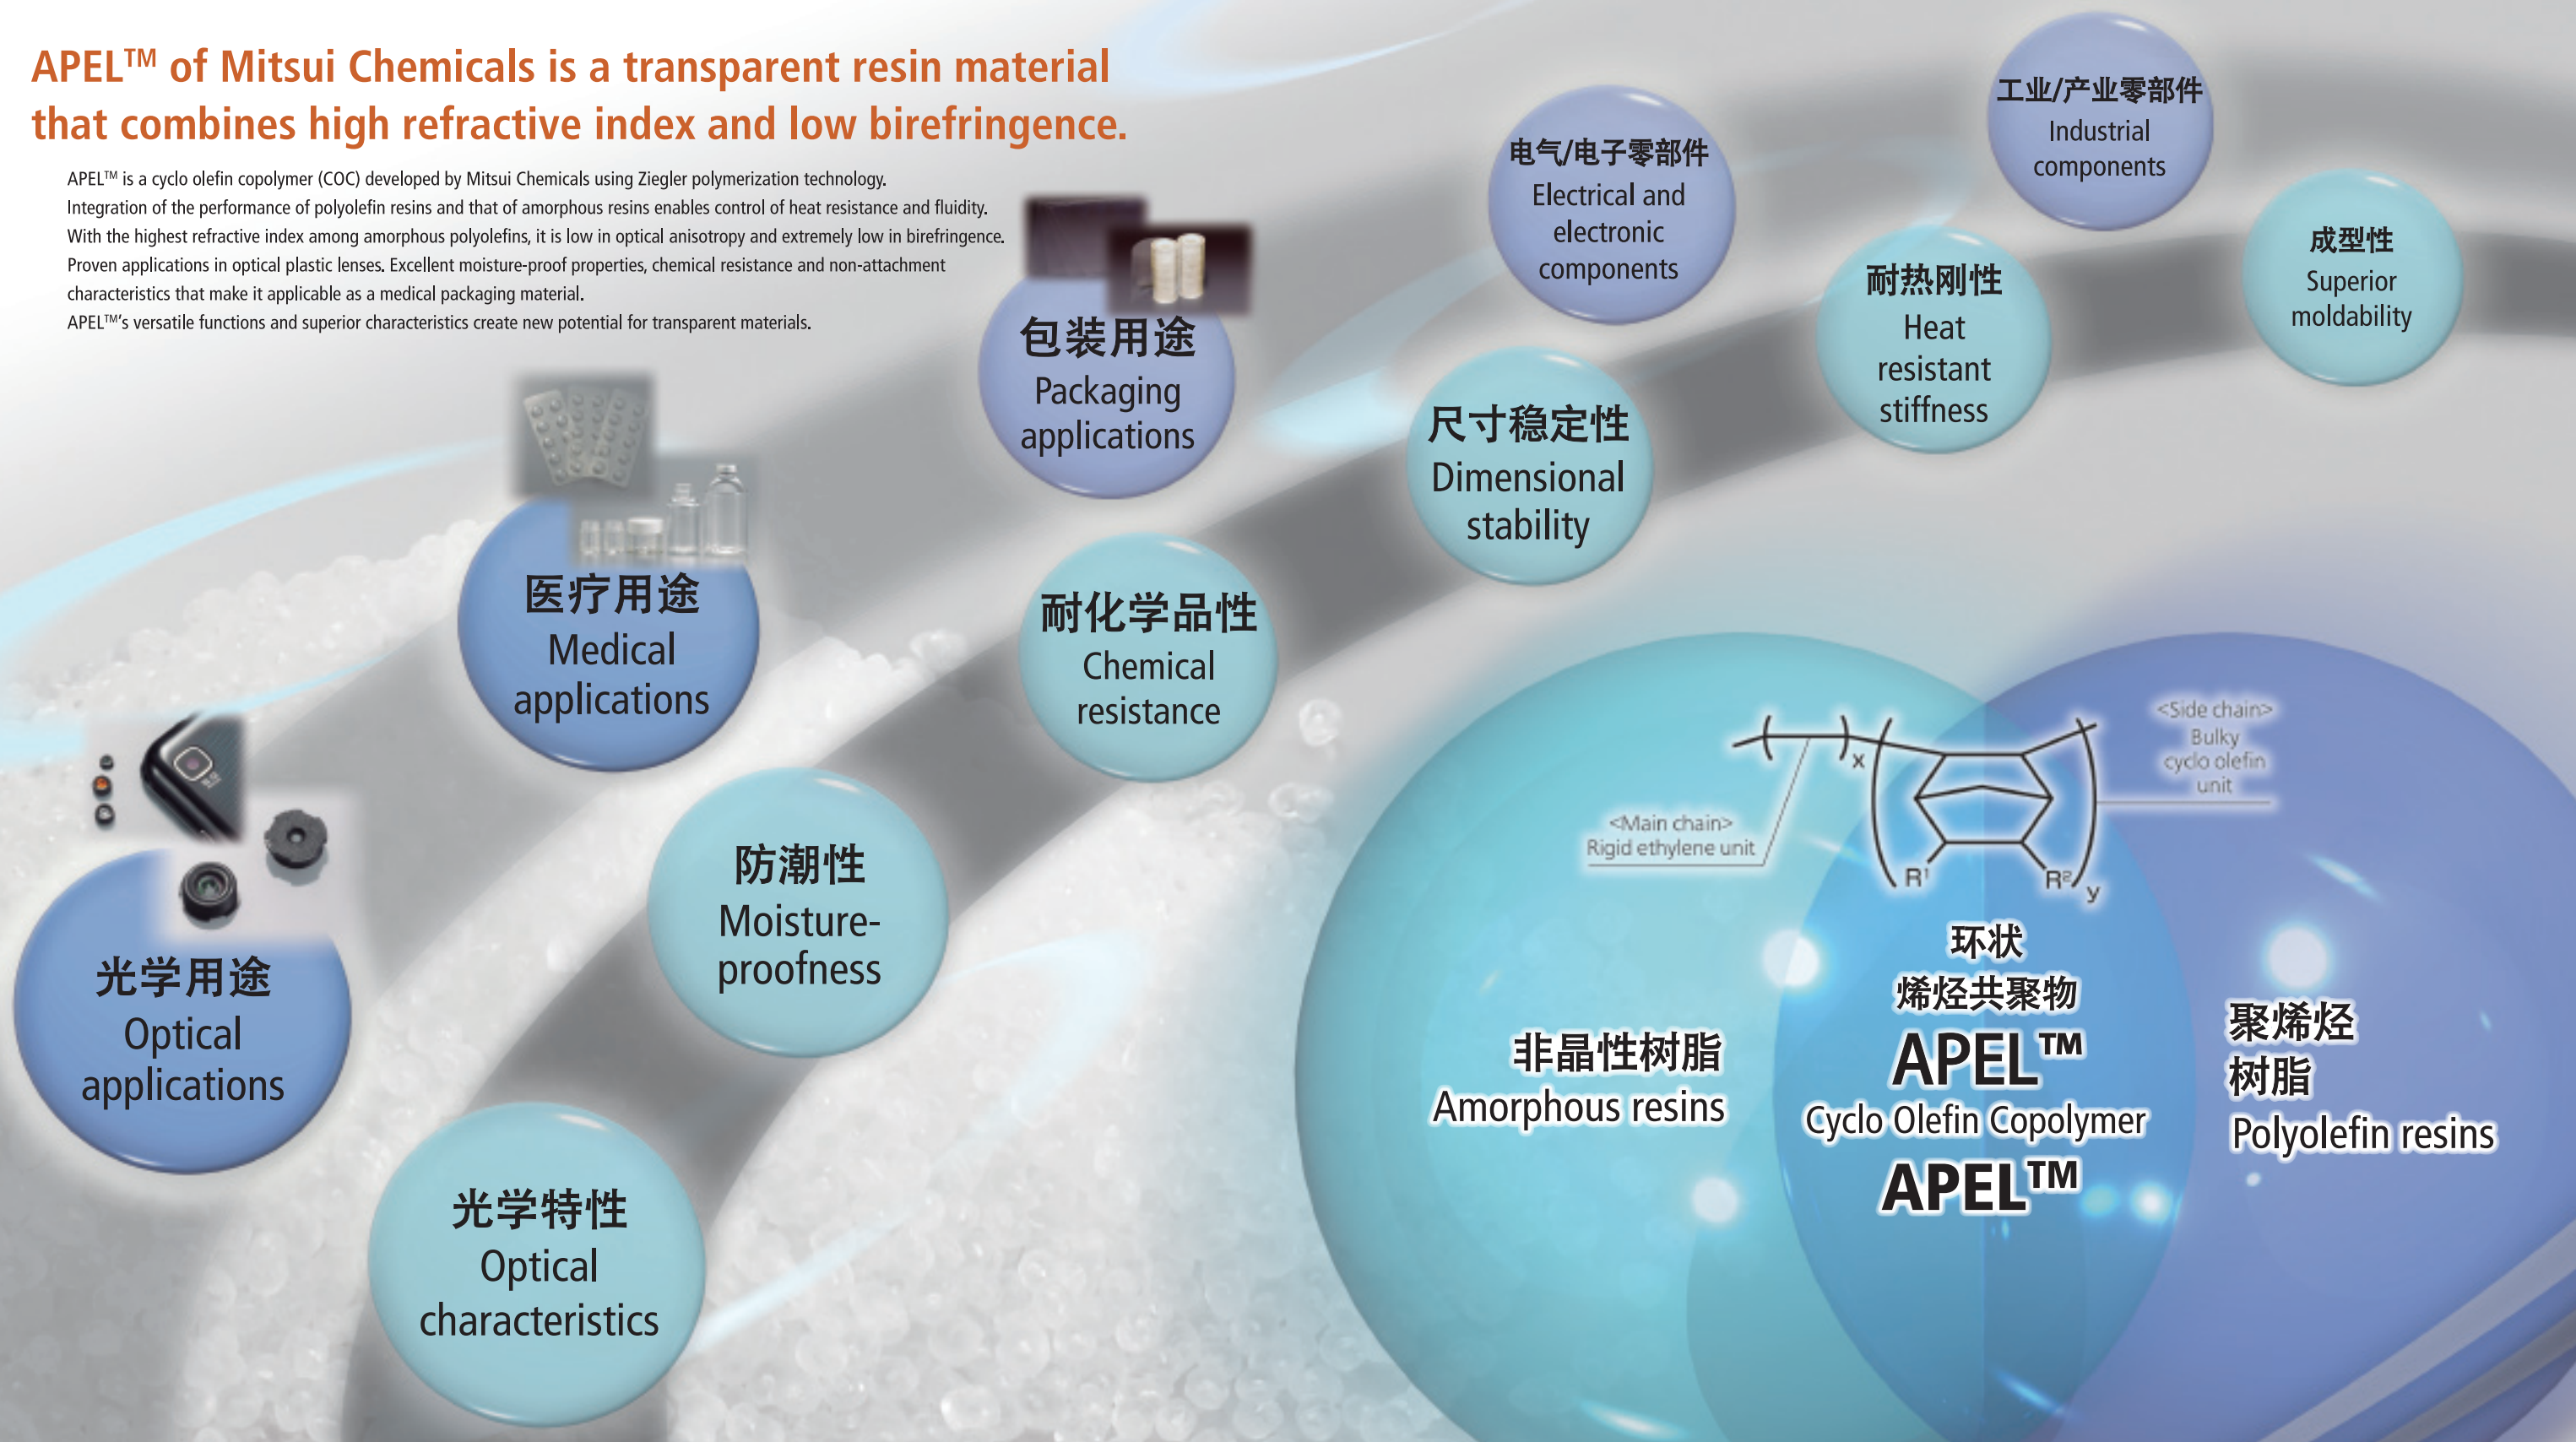 APEL™ of Mitsui Chemicals is a transparent resin material
that combines high refractive index and low birefringence.
APEL™ is a cyclo olefin copolymer (COC) developed by Mitsui Chemicals using Ziegler polymerization technology.
Integration of the performance of polyolefin resins and that of amorphous resins enables control of heat resistance and fluidity.
With the highest refractive index among amorphous polyolefins, it is low in optical anisotropy and extremely low in birefringence.
Proven applications in optical plastic lenses. Excellent moisture-proof properties, chemical resistance and non-attachment
characteristics that make it applicable as a medical packaging material.
APEL™'s versatile functions and superior characteristics create new potential for transparent materials.
工业/产业零部件
Industrial
components
电气/电子零部件
Electrical and
electronic
components
包装用途
Packaging
applications
医疗用途
Medical
applications
光学用途
Optical
applications
成型性
Superior
moldability
耐热刚性
Heat
resistant
stiffness
尺寸稳定性
Dimensional
stability
耐化学品性
Chemical
resistance
防潮性
Moisture-
proofness
光学特性
Optical
characteristics
<Main chain>
Rigid ethylene unit
x
R¹
R²
y
<Side chain>
Bulky
cyclo olefin
unit
非晶性树脂
Amorphous resins
环状
烯烃共聚物
APEL™
Cyclo Olefin Copolymer
APEL™
聚烯烃
树脂
Polyolefin resins